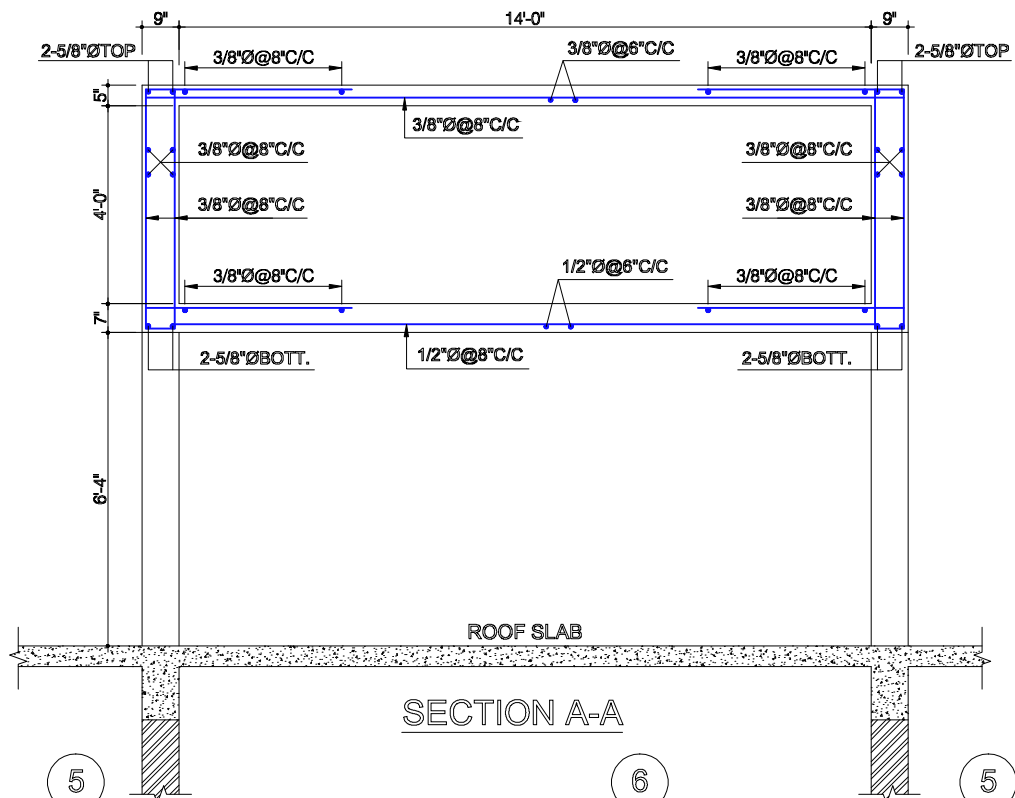 9" 14'-0" 9"
2-5/8"ØTOP 3/8"Ø@8"C/C 3/8"Ø@6"C/C 3/8"Ø@8"C/C 2-5/8"ØTOP
5"
3/8"Ø@8"C/C
3/8"Ø@8"C/C 3/8"Ø@8"C/C
4'-0"
3/8"Ø@8"C/C 3/8"Ø@8"C/C
3/8"Ø@8"C/C 1/2"Ø@6"C/C 3/8"Ø@8"C/C
7"
2-5/8"ØBOTT. 1/2"Ø@8"C/C 2-5/8"ØBOTT.
6'-4"
ROOF SLAB
SECTION A-A
5 6 5